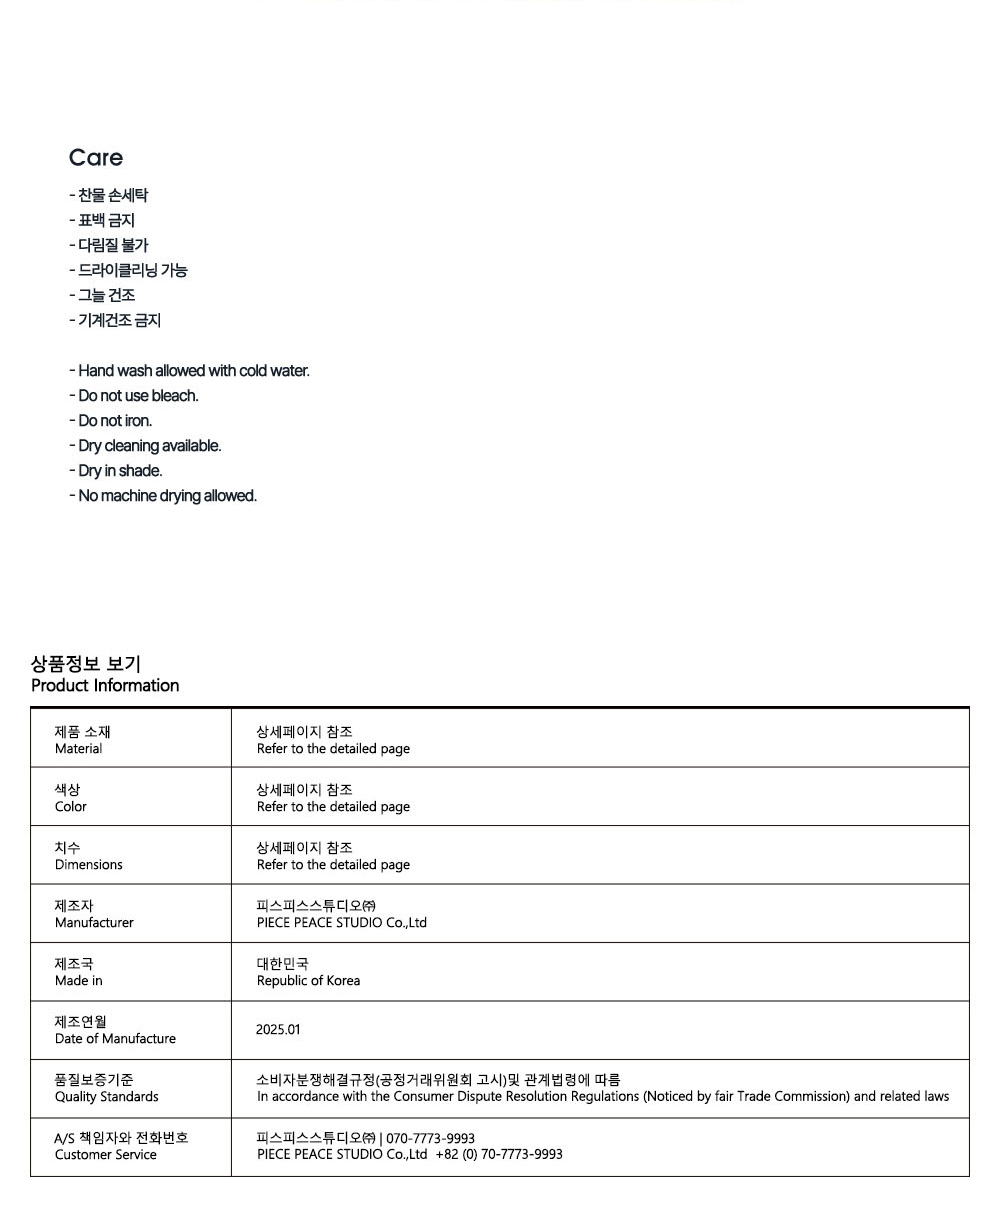 Care
- 찬물 손세탁
- 표백 금지
- 다림질 불가
- 드라이클리닝 가능
- 그늘 건조
- 기계건조 금지
- Hand wash allowed with cold water.
- Do not use bleach.
- Do not iron.
- Dry cleaning available.
- Dry in shade.
- No machine drying allowed.
상품정보 보기
Product Information
제품 소재
Material
상세페이지 참조
Refer to the detailed page
색상
Color
상세페이지 참조
Refer to the detailed page
치수
Dimensions
상세페이지 참조
Refer to the detailed page
제조자
Manufacturer
피스피스스튜디오㈜
PIECE PEACE STUDIO Co.,Ltd
제조국
Made in
대한민국
Republic of Korea
제조연월
Date of Manufacture
2025.01
품질보증기준
Quality Standards
소비자분쟁해결규정(공정거래위원회 고시)및 관계법령에 따름
In accordance with the Consumer Dispute Resolution Regulations (Noticed by fair Trade Commission) and related laws
A/S 책임자와 전화번호
Customer Service
피스피스스튜디오㈜ | 070-7773-9993
PIECE PEACE STUDIO Co.,Ltd +82 (0) 70-7773-9993